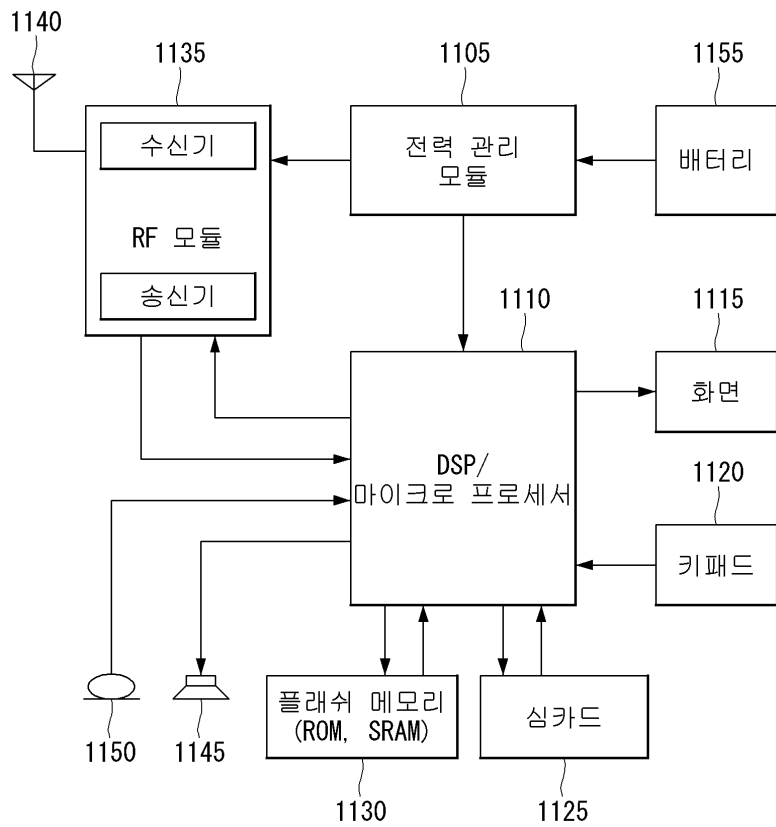 1140
1135
1105
1155
수신기
RF 모듈
송신기
전력 관리
모듈
배터리
1110
1115
DSP/
마이크로 프로세서
화면
1120
키패드
1150
1145
플래쉬 메모리
(ROM, SRAM)
심카드
1130
1125